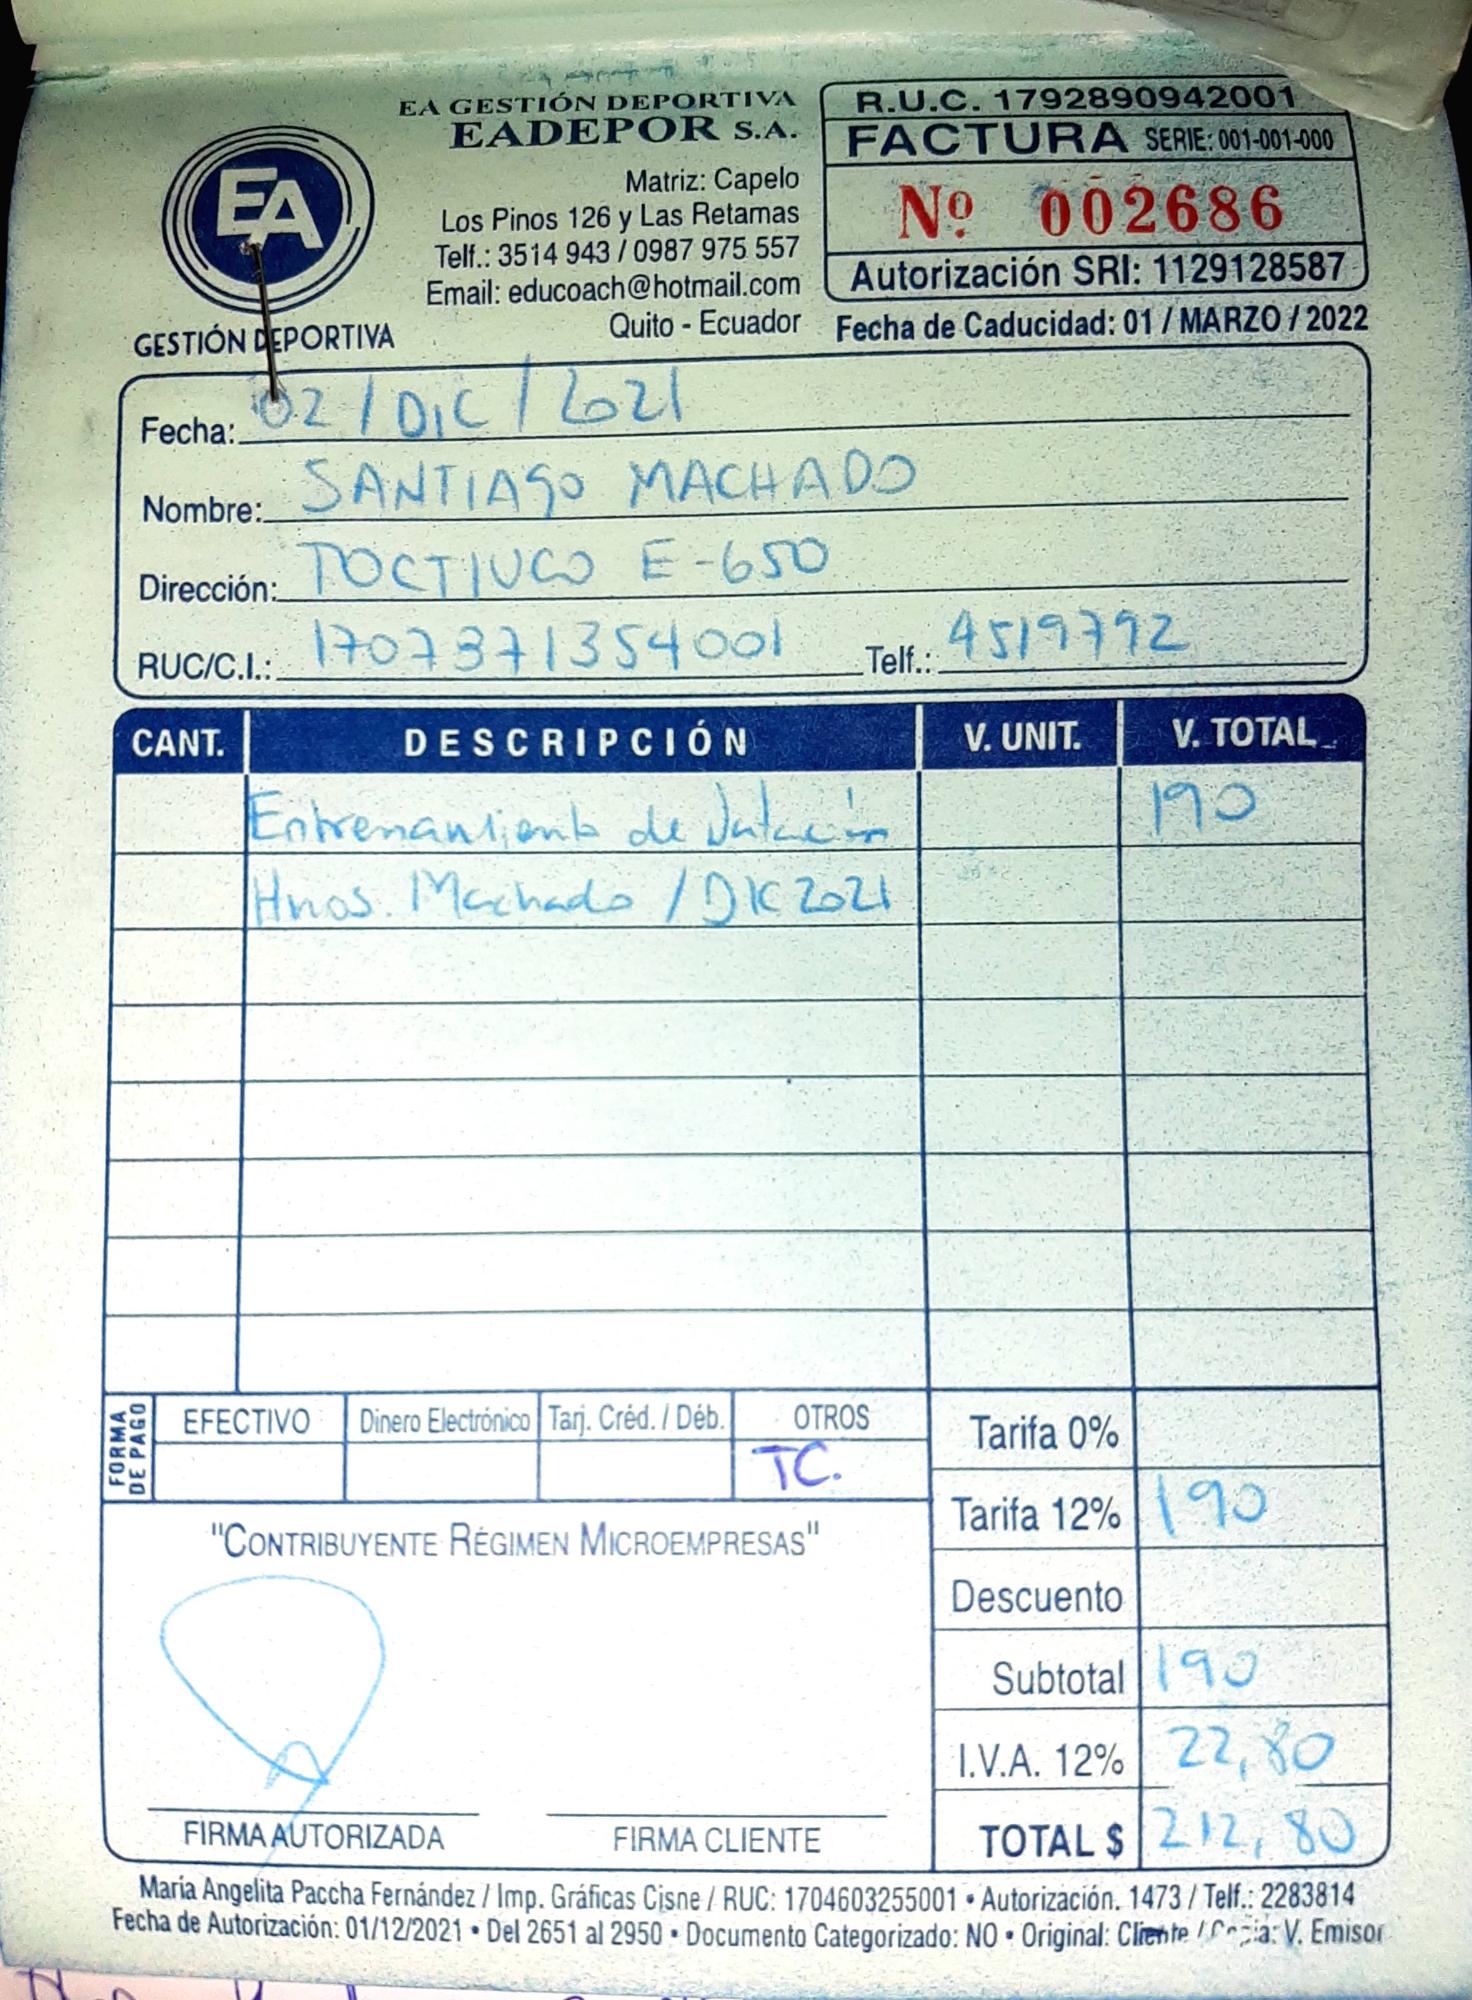 EA GESTIÓN DEPORTIVA
EADEPOR S.A.
Matriz: Capelo
Los Pinos 126 y Las Retamas
Telf.: 3514 943 / 0987 975 557
Email: educoach@hotmail.com
Quito - Ecuador
EA
GESTIÓN DEPORTIVA
R.U.C. 1792890942001
FACTURA SERIE: 001-001-000
Nº 002686
Autorización SRI: 1129128587
Fecha de Caducidad: 01 / MARZO / 2022
Fecha: 02 / DIC / 2021
Nombre: SANTIAGO MACHADO
Dirección: TOCTIUCO E-650
RUC/C.I.: 1707371354001 Telf.: 4519792
CANT. DESCRIPCIÓN V. UNIT. V. TOTAL
Entrenamiento de Natación 190
Hnos. Machado / DIC 2021
FORMA DE PAGO EFECTIVO Dinero Electrónico Tarj. Créd. / Déb. OTROS
TC.
Tarifa 0%
Tarifa 12% 190
Descuento
Subtotal 190
I.V.A. 12% 22,80
TOTAL $ 212,80
"CONTRIBUYENTE RÉGIMEN MICROEMPRESAS"
FIRMA AUTORIZADA FIRMA CLIENTE
María Angelita Paccha Fernández / Imp. Gráficas Cisne / RUC: 1704603255001 • Autorización. 1473 / Telf.: 2283814
Fecha de Autorización: 01/12/2021 • Del 2651 al 2950 • Documento Categorizado: NO • Original: Cliente / Copia: V. Emisor